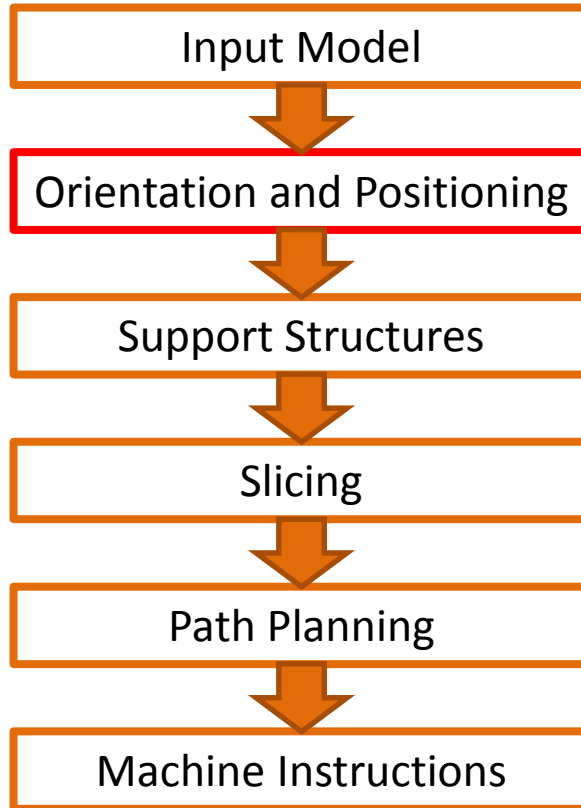 Input Model
Orientation and Positioning
Support Structures
Slicing
Path Planning
Machine Instructions